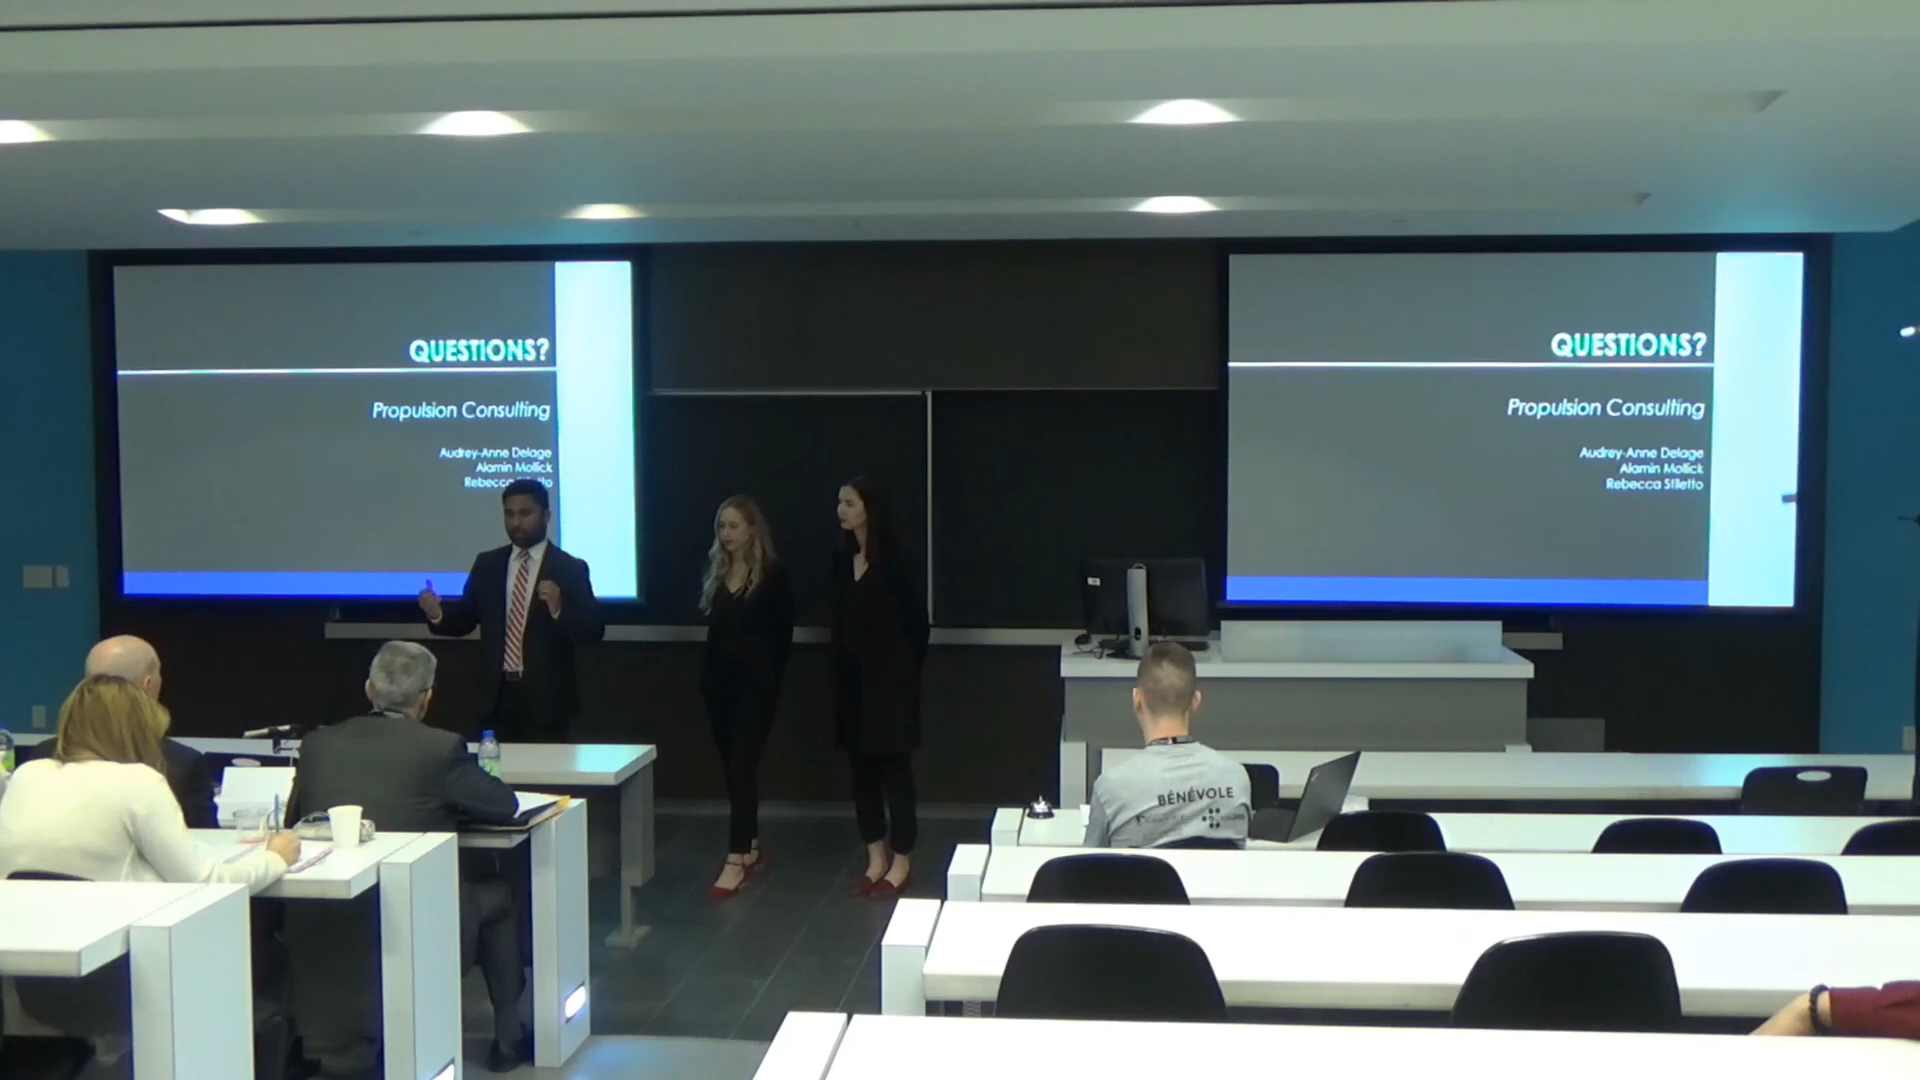 QUESTIONS?
Propulsion Consulting
Audrey-Anne Delage
Alamin Mollick
Rebecca
QUESTIONS?
Propulsion Consulting
Audrey-Anne Delage
Alamin Mollick
Rebecca Stiletto
BÉNÉVOLE